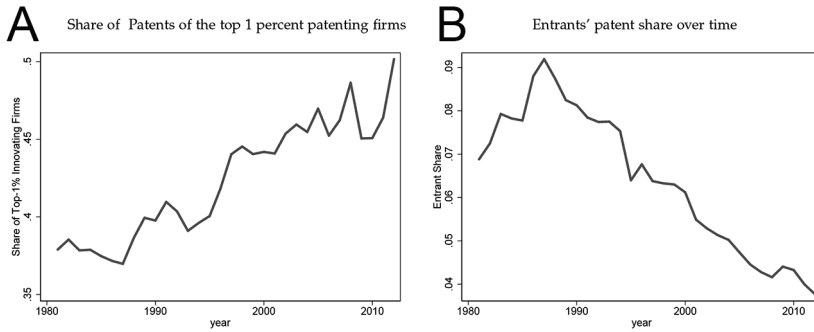 A
Share of Patents of the top 1 percent patenting firms
Share of Top-1% Innovating Firms
.5
.45
.4
.35
1980
1990
2000
2010
year
B
Entrants' patent share over time
Entrant Share
.09
.08
.07
.06
.05
.04
1980
1990
2000
2010
year